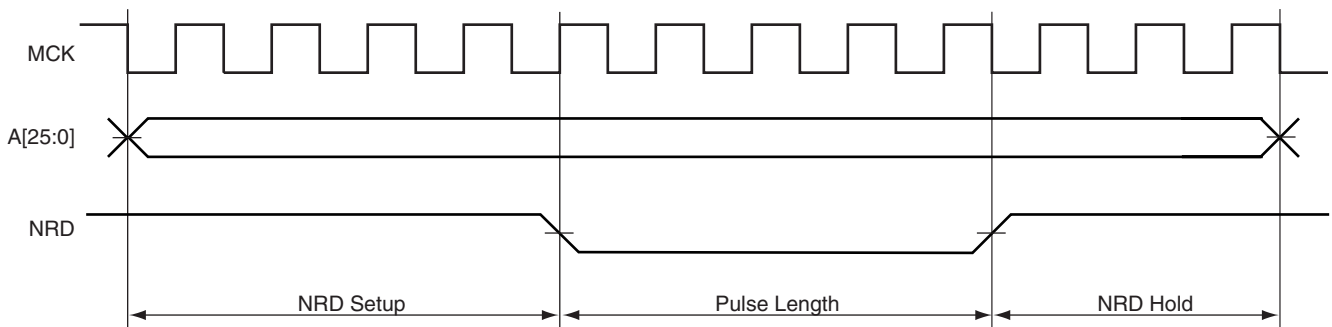 MCK
A[25:0]
NRD
NRD Setup
Pulse Length
NRD Hold